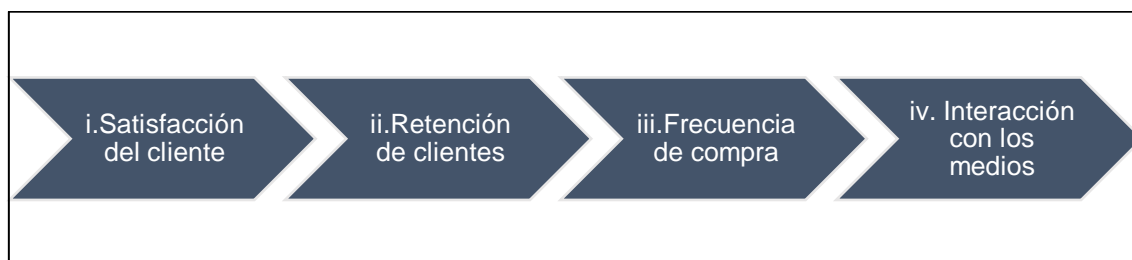 i.Satisfacción
del cliente
ii.Retención
de clientes
iii.Frecuencia
de compra
iv. Interacción
con los
medios